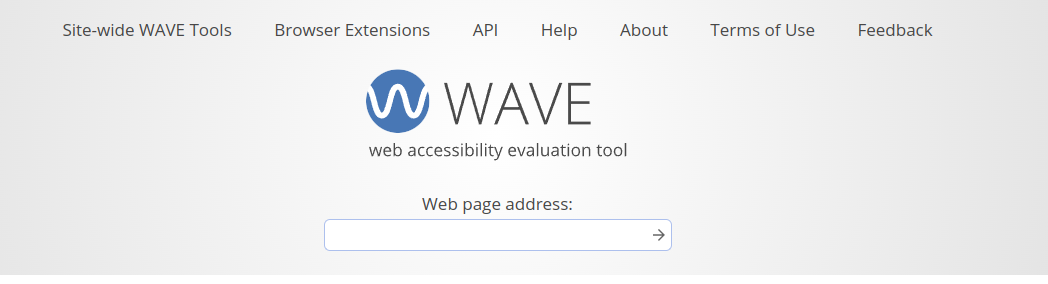 Site-wide WAVE Tools Browser Extensions API Help About Terms of Use Feedback
WAVE
web accessibility evaluation tool
Web page address: